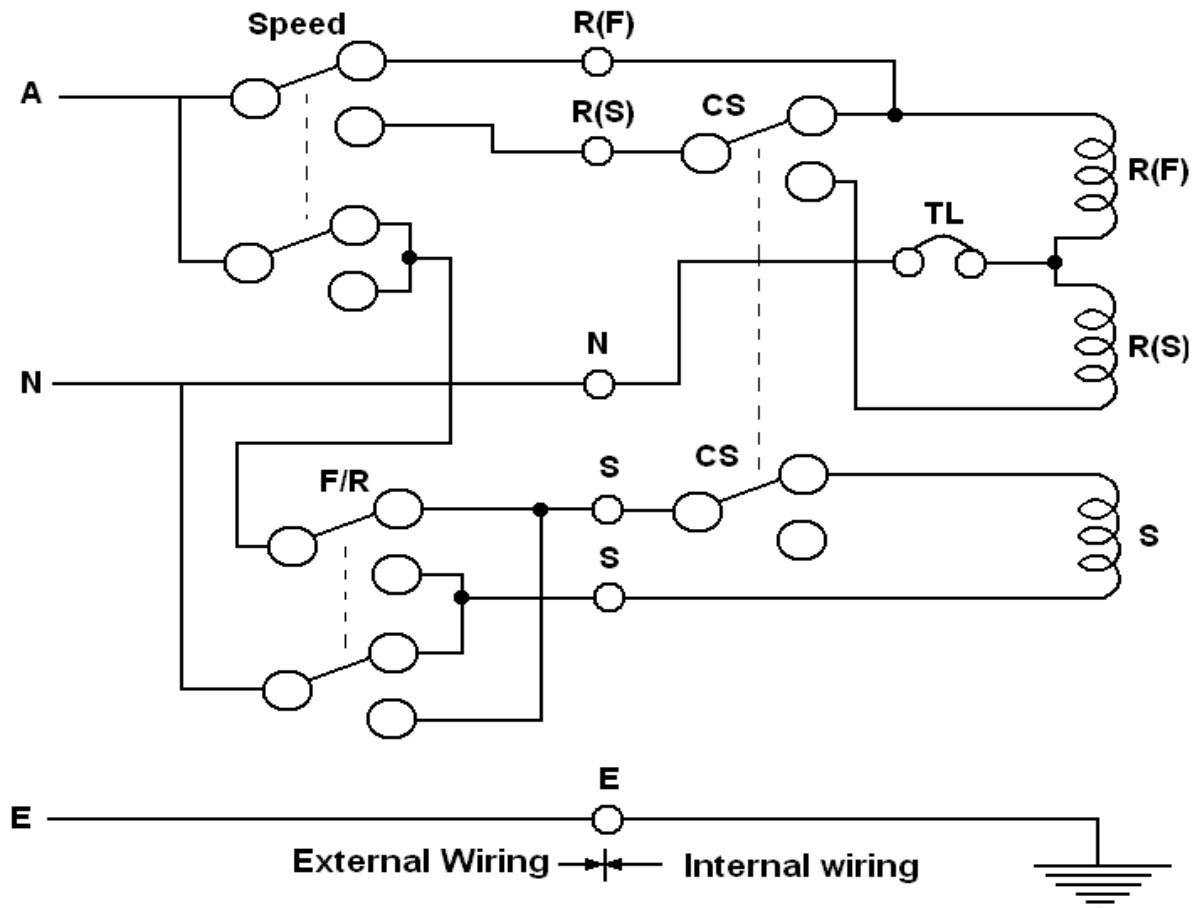 Speed
R(F)
A
R(S)
CS
R(F)
TL
N
R(S)
N
F/R
S
CS
S
S
E
E
External Wiring
Internal wiring